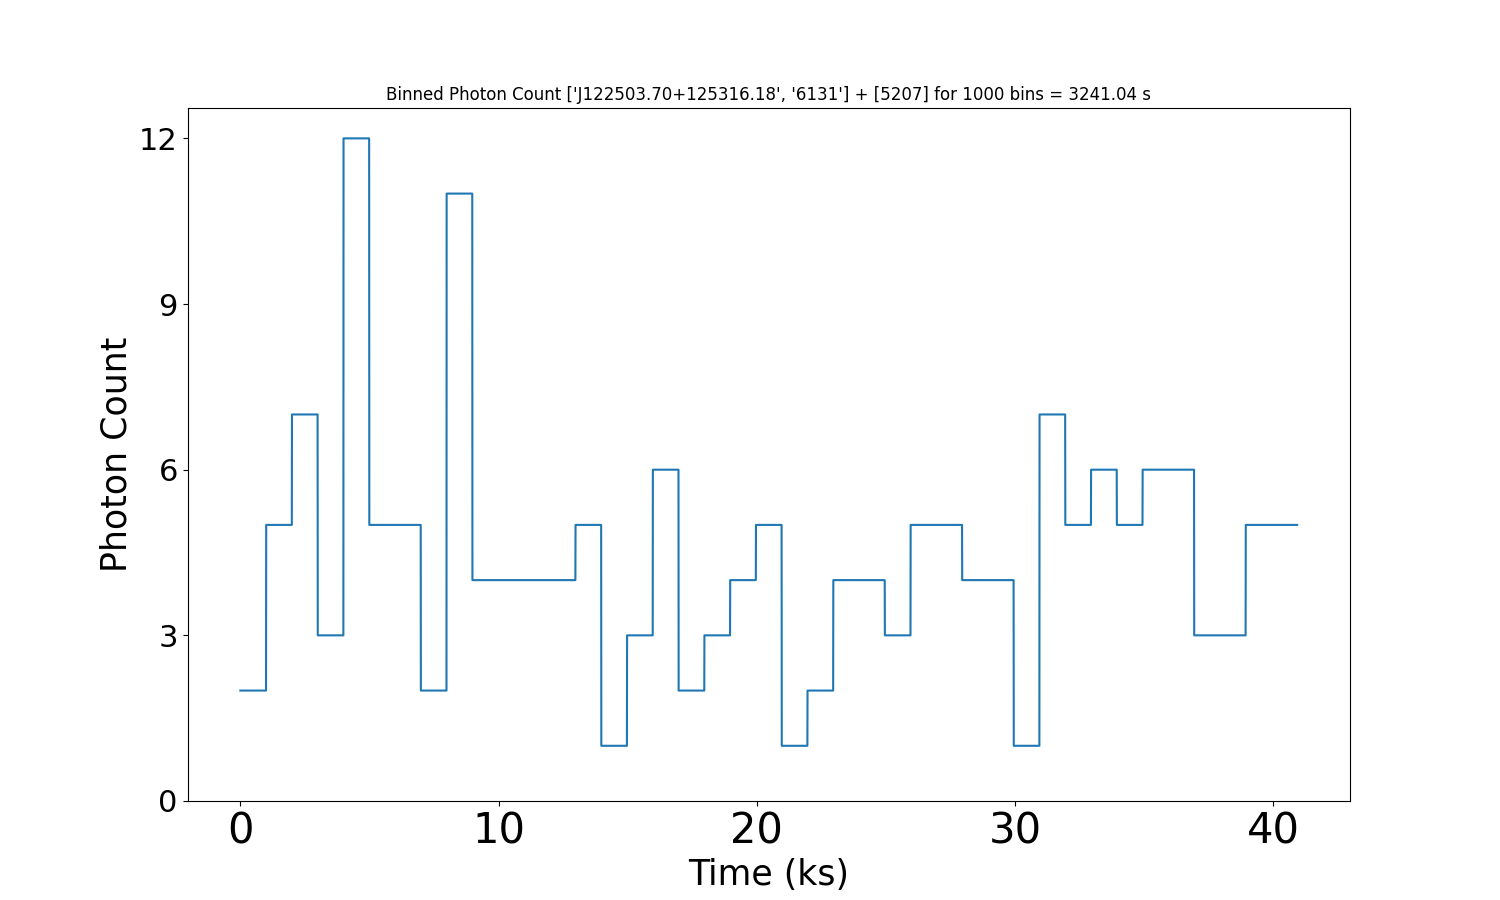 Binned Photon Count ['J122503.70+125316.18', '6131'] + [5207] for 1000 bins = 3241.04 s
12
9
6
3
0
Photon Count
0 10 20 30 40
Time (ks)